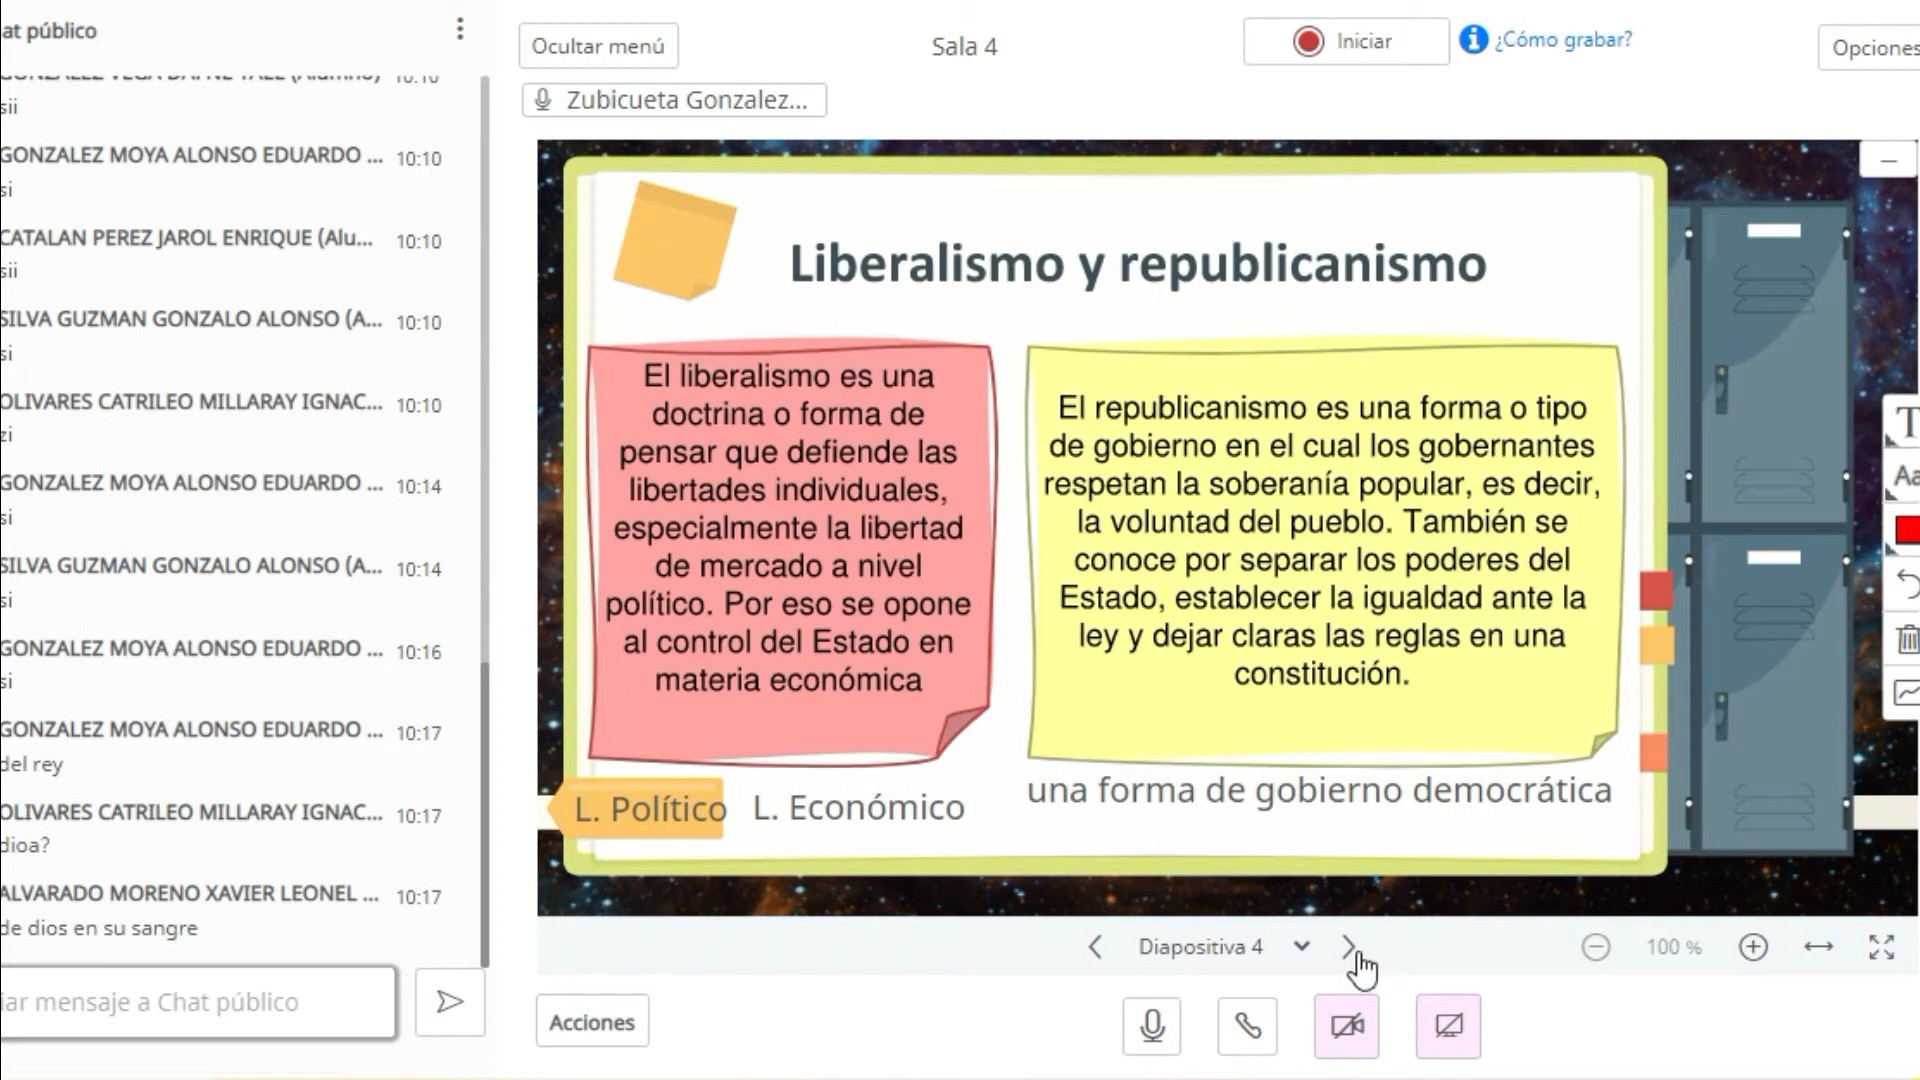 at público
GONZALEZ VEGA DAFNE YAEL (Alumno) 10:10
sii
GONZALEZ MOYA ALONSO EDUARDO ... 10:10
si
CATALAN PEREZ JAROL ENRIQUE (Alu... 10:10
sii
SILVA GUZMAN GONZALO ALONSO (A... 10:10
si
OLIVARES CATRILEO MILLARAY IGNAC... 10:10
zi
GONZALEZ MOYA ALONSO EDUARDO ... 10:14
si
SILVA GUZMAN GONZALO ALONSO (A... 10:14
si
GONZALEZ MOYA ALONSO EDUARDO ... 10:16
si
GONZALEZ MOYA ALONSO EDUARDO ... 10:17
del rey
OLIVARES CATRILEO MILLARAY IGNAC... 10:17
dioa?
ALVARADO MORENO XAVIER LEONEL ... 10:17
de dios en su sangre
iar mensaje a Chat público
Ocultar menú
Sala 4
Iniciar
¿Cómo grabar?
Opciones
Zubicueta Gonzalez...
Liberalismo y republicanismo
El liberalismo es una
doctrina o forma de
pensar que defiende las
libertades individuales,
especialmente la libertad
de mercado a nivel
político. Por eso se opone
al control del Estado en
materia económica
El republicanismo es una forma o tipo
de gobierno en el cual los gobernantes
respetan la soberanía popular, es decir,
la voluntad del pueblo. También se
conoce por separar los poderes del
Estado, establecer la igualdad ante la
ley y dejar claras las reglas en una
constitución.
L. Político
L. Económico
una forma de gobierno democrática
T
Aa
Diapositiva 4
100 %
Acciones